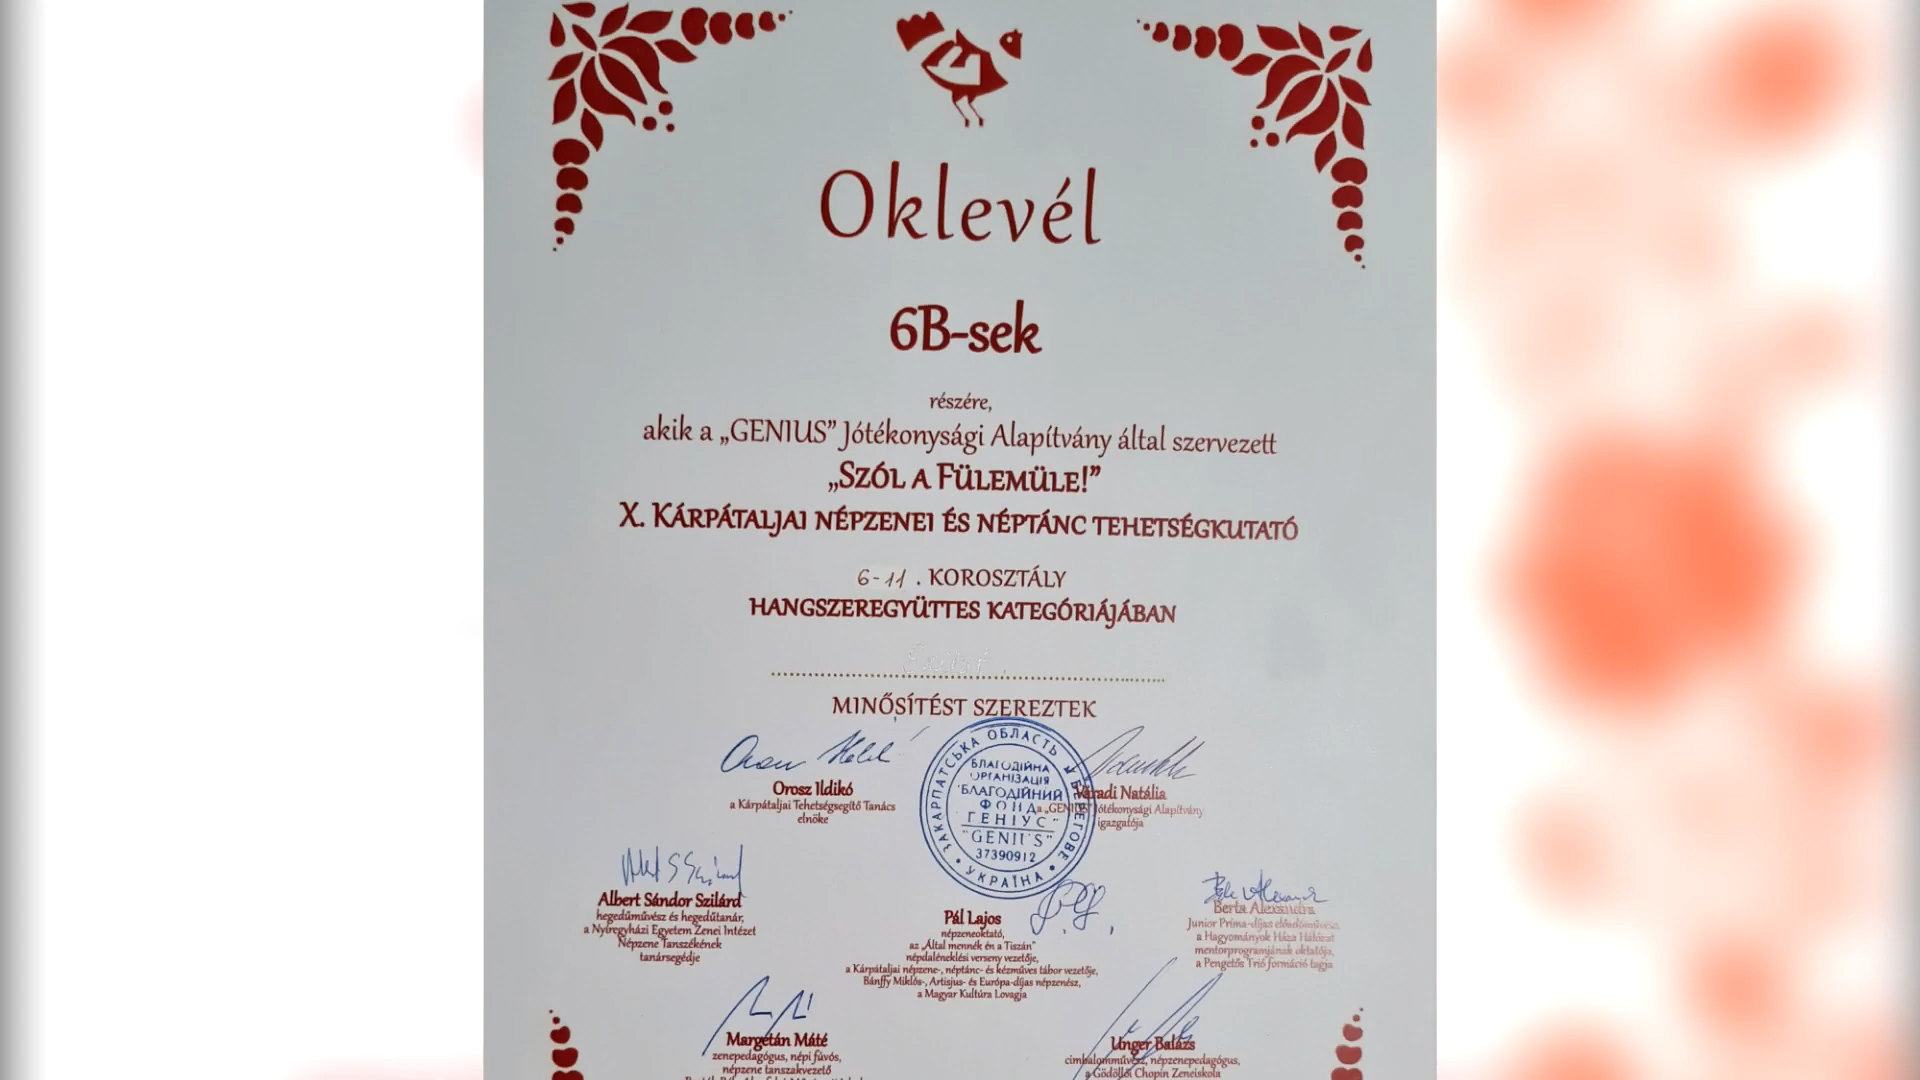 Oklevél
6B-sek
részére,
akik a „GENIUS” Jótékonysági Alapítvány által szervezett
„SZÓL A FÜLEMÜLE!”
X. KÁRPÁTALJAI NÉPZENEI ÉS NÉPTÁNC TEHETSÉGKUTATÓ
6-11 . KOROSZTÁLY
HANGSZEREGYÜTTES KATEGÓRIÁJÁBAN
MINŐSÍTÉST SZEREZTEK
Orosz Ildikó
a Kárpátaljai Tehetségsegítő Tanács
elnöke
ЗАКАРПАТСЬКА ОБЛАСТЬ М.БЕРЕГОВЕ
БЛАГОДІЙНА
ОРГАНІЗАЦІЯ
"БЛАГОДІЙНИЙ
ФОНД
ГЕНІУС"
"GENIUS"
37390912
УКРАЇНА
Váradi Natália
a „GENIUS” Jótékonysági Alapítvány
igazgatója
Albert Sándor Szilárd
hegedűművész és hegedűtanár,
a Nyíregyházi Egyetem Zenei Intézet
Népzene Tanszékének
tanársegédje
Pál Lajos
népzeneoktató,
az „Által mennék én a Tiszán”
népdaléneklési verseny vezetője,
a Kárpátaljai népzene-, néptánc- és kézműves tábor vezetője,
Bánffy Miklós-, Artisjus- és Európa-díjas népzenész,
a Magyar Kultúra Lovagja
Berta Alexandra
Junior Príma-díjas előadóművész,
a Hagyományok Háza Hálózat
mentorprogramjának oktatója,
a Pengetős Trió formáció tagja
Margetán Máté
zenepedagógus, népi fúvós,
népzene tanszakvezető
Unger Balázs
cimbalomművész, népzenepedagógus,
a Gödöllői Chopin Zeneiskola